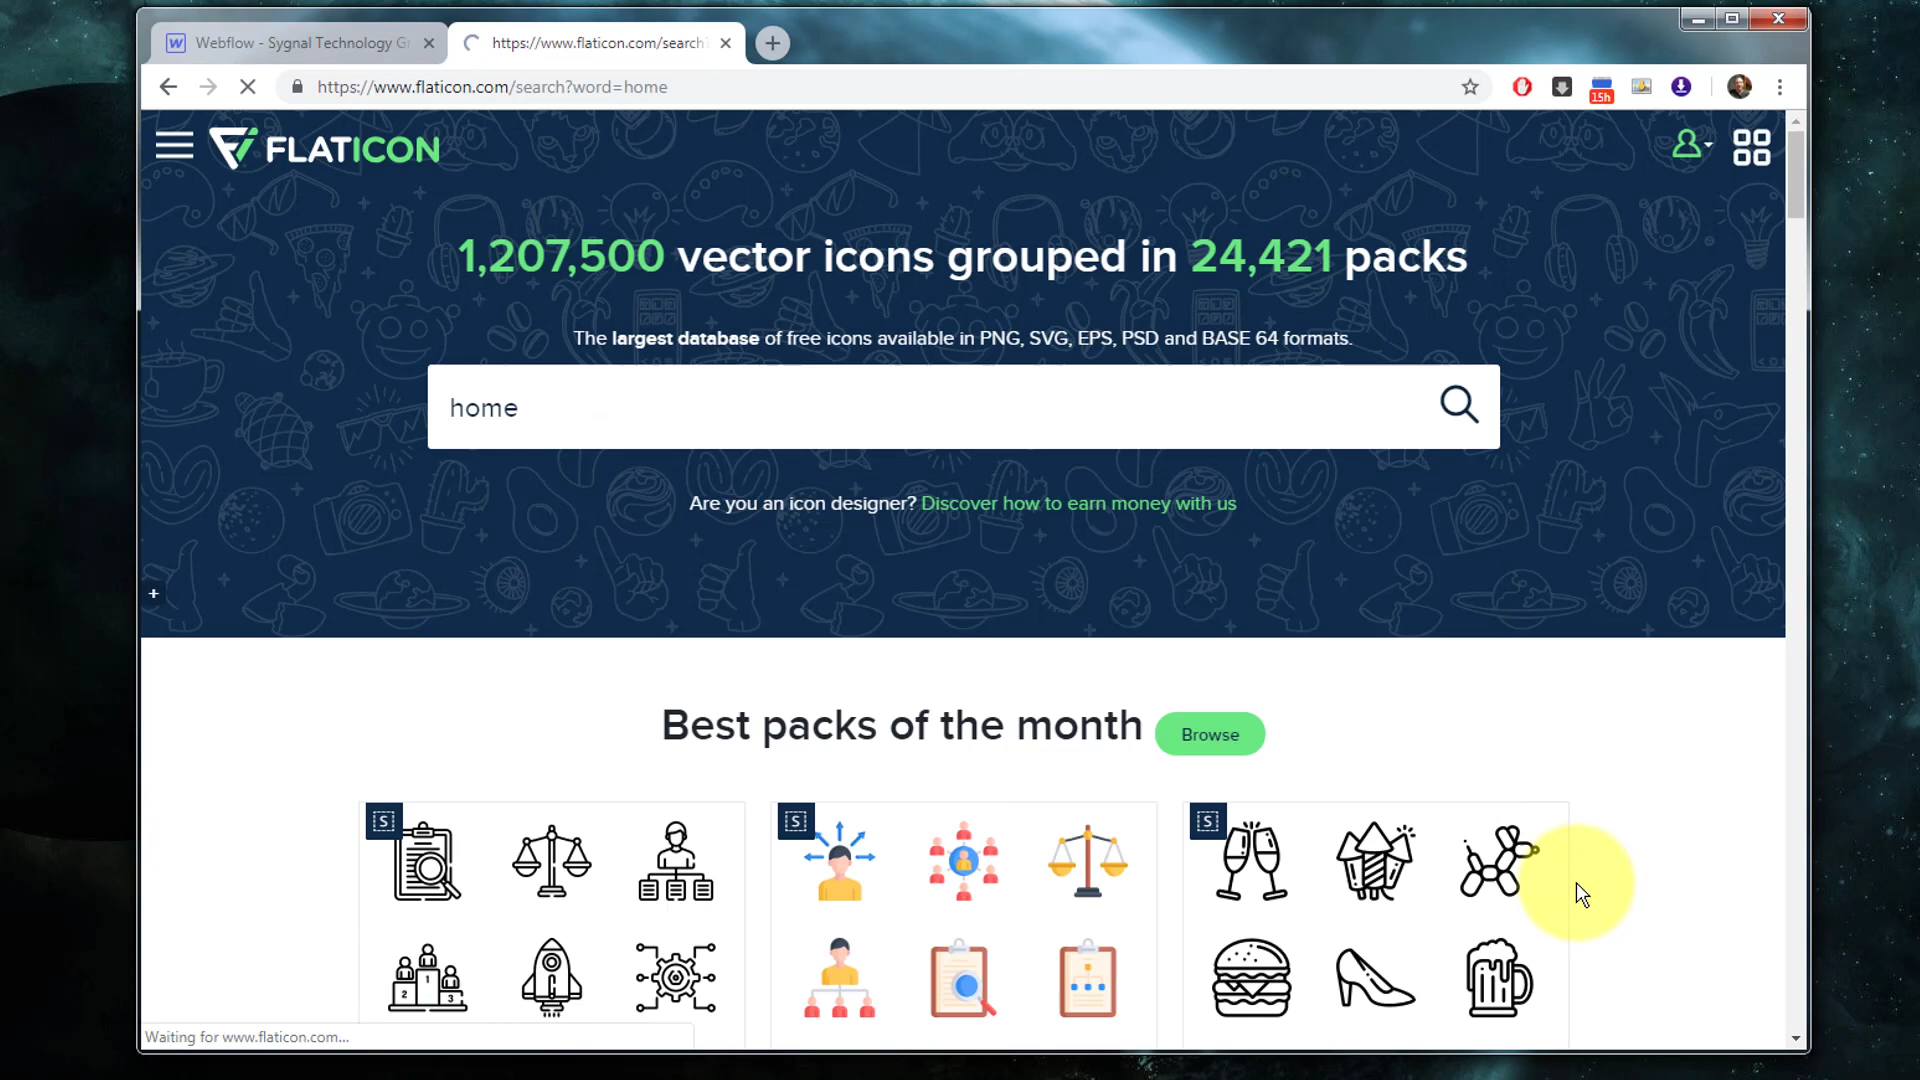 Webflow - Sygnal Technology Gr
https://www.flaticon.com/search?
https://www.flaticon.com/search?word=home
15h
FLATICON
1,207,500 vector icons grouped in 24,421 packs
The largest database of free icons available in PNG, SVG, EPS, PSD and BASE 64 formats.
home
Are you an icon designer? Discover how to earn money with us
+
Best packs of the month Browse
S S S
2 1 3
Waiting for www.flaticon.com...